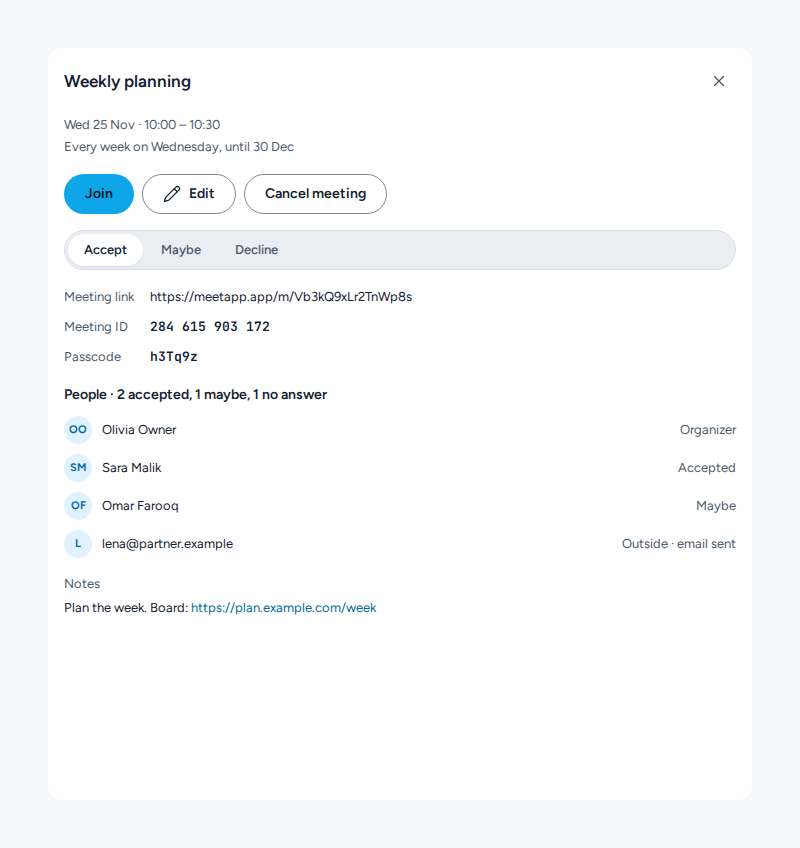 Weekly planning
Wed 25 Nov · 10:00 – 10:30
Every week on Wednesday, until 30 Dec
Join Edit Cancel meeting
Accept Maybe Decline
Meeting link https://meetapp.app/m/Vb3kQ9xLr2TnWp8s
Meeting ID 284 615 903 172
Passcode h3Tq9z
People · 2 accepted, 1 maybe, 1 no answer
OO Olivia Owner Organizer
SM Sara Malik Accepted
OF Omar Farooq Maybe
L lena@partner.example Outside · email sent
Notes
Plan the week. Board: https://plan.example.com/week